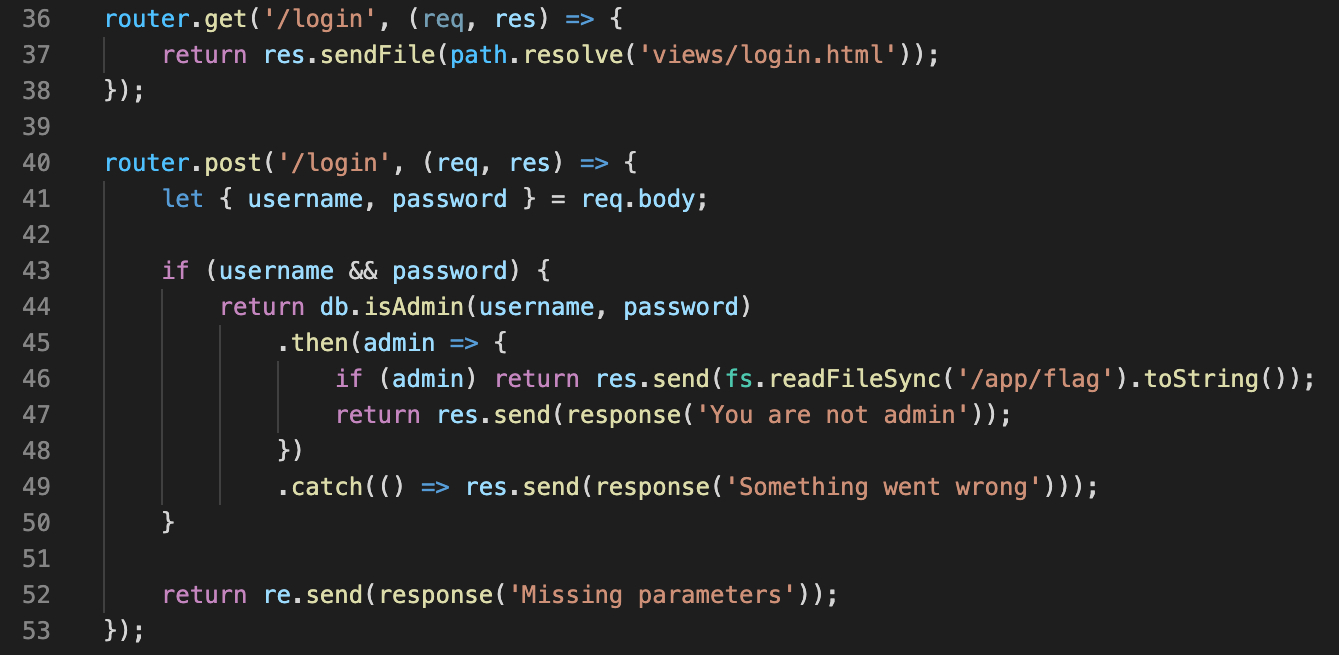 36 router.get('/login', (req, res) => {
37     return res.sendFile(path.resolve('views/login.html'));
38 });
39
40 router.post('/login', (req, res) => {
41     let { username, password } = req.body;
42
43     if (username && password) {
44         return db.isAdmin(username, password)
45             .then(admin => {
46                 if (admin) return res.send(fs.readFileSync('/app/flag').toString());
47                 return res.send(response('You are not admin'));
48             })
49             .catch(() => res.send(response('Something went wrong')));
50     }
51
52     return re.send(response('Missing parameters'));
53 });